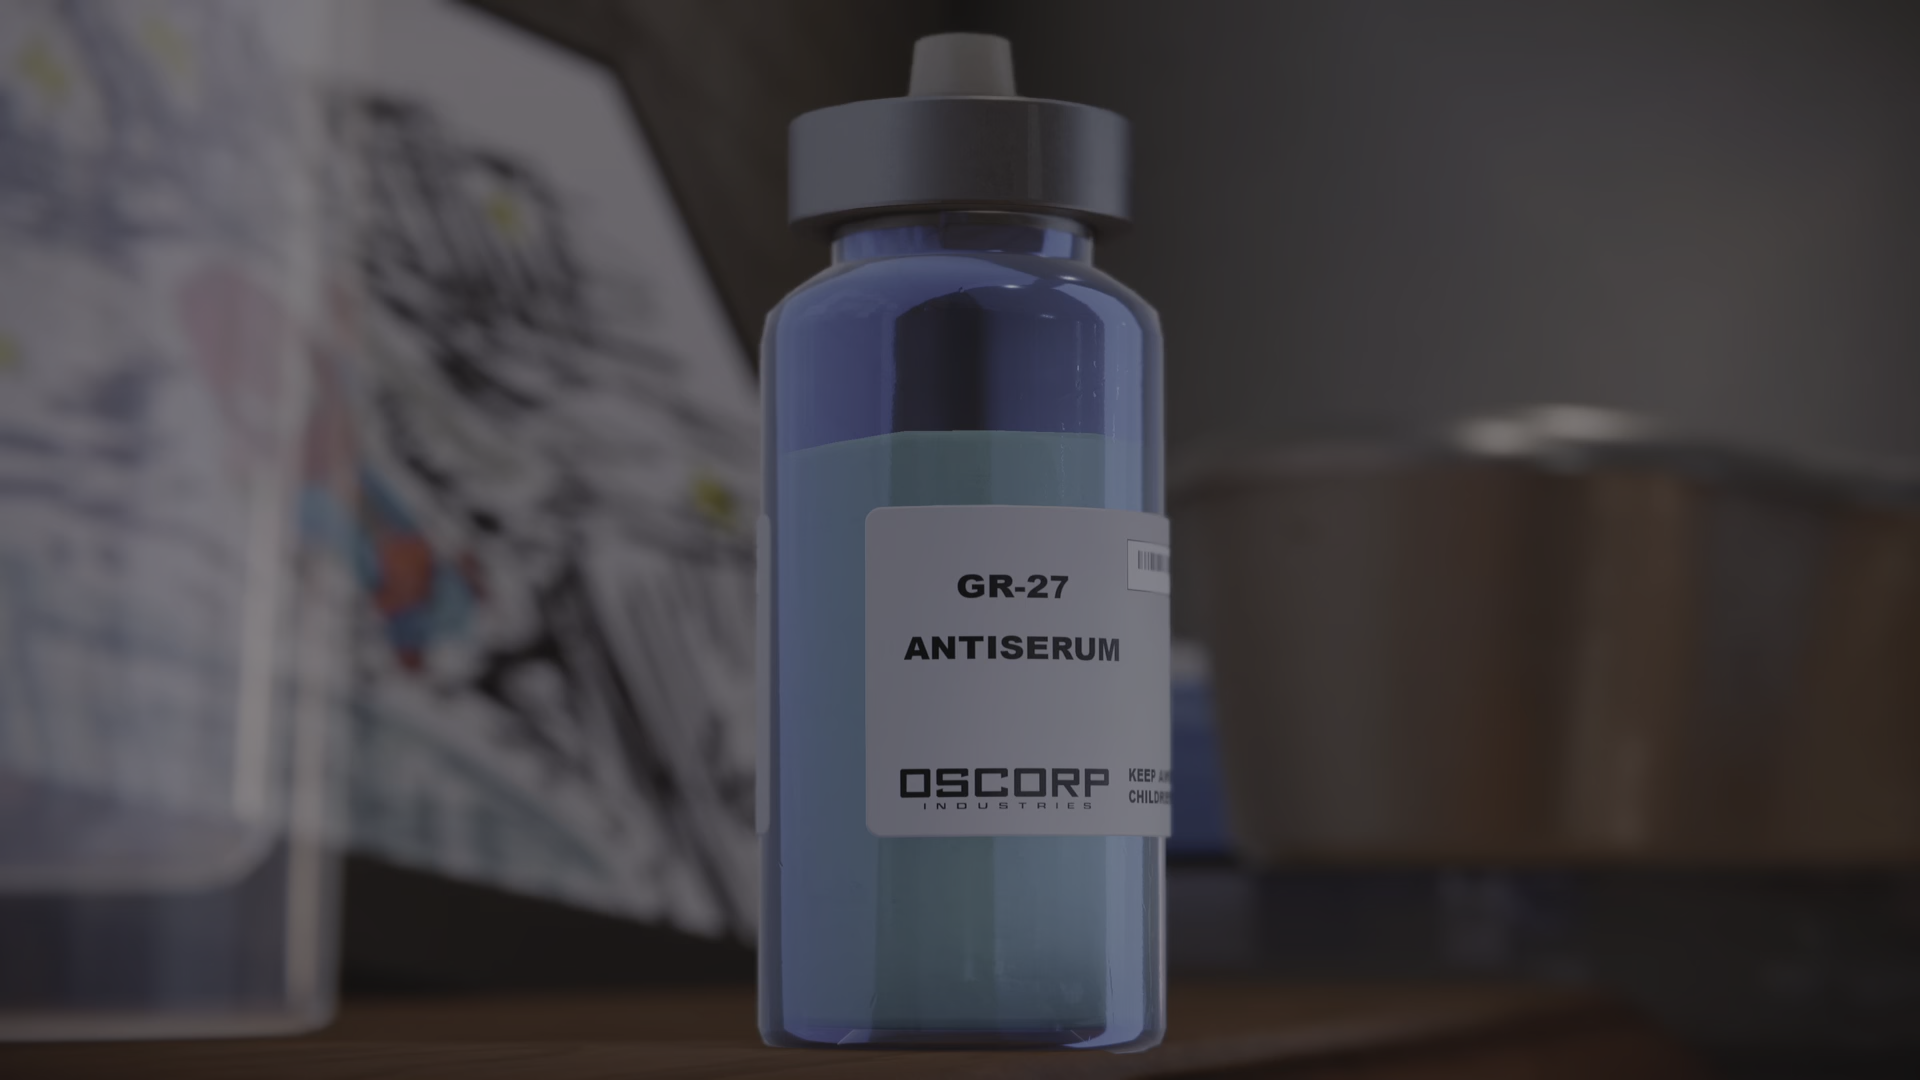 GR-27
ANTISERUM
OSCORP
INDUSTRIES
KEEP